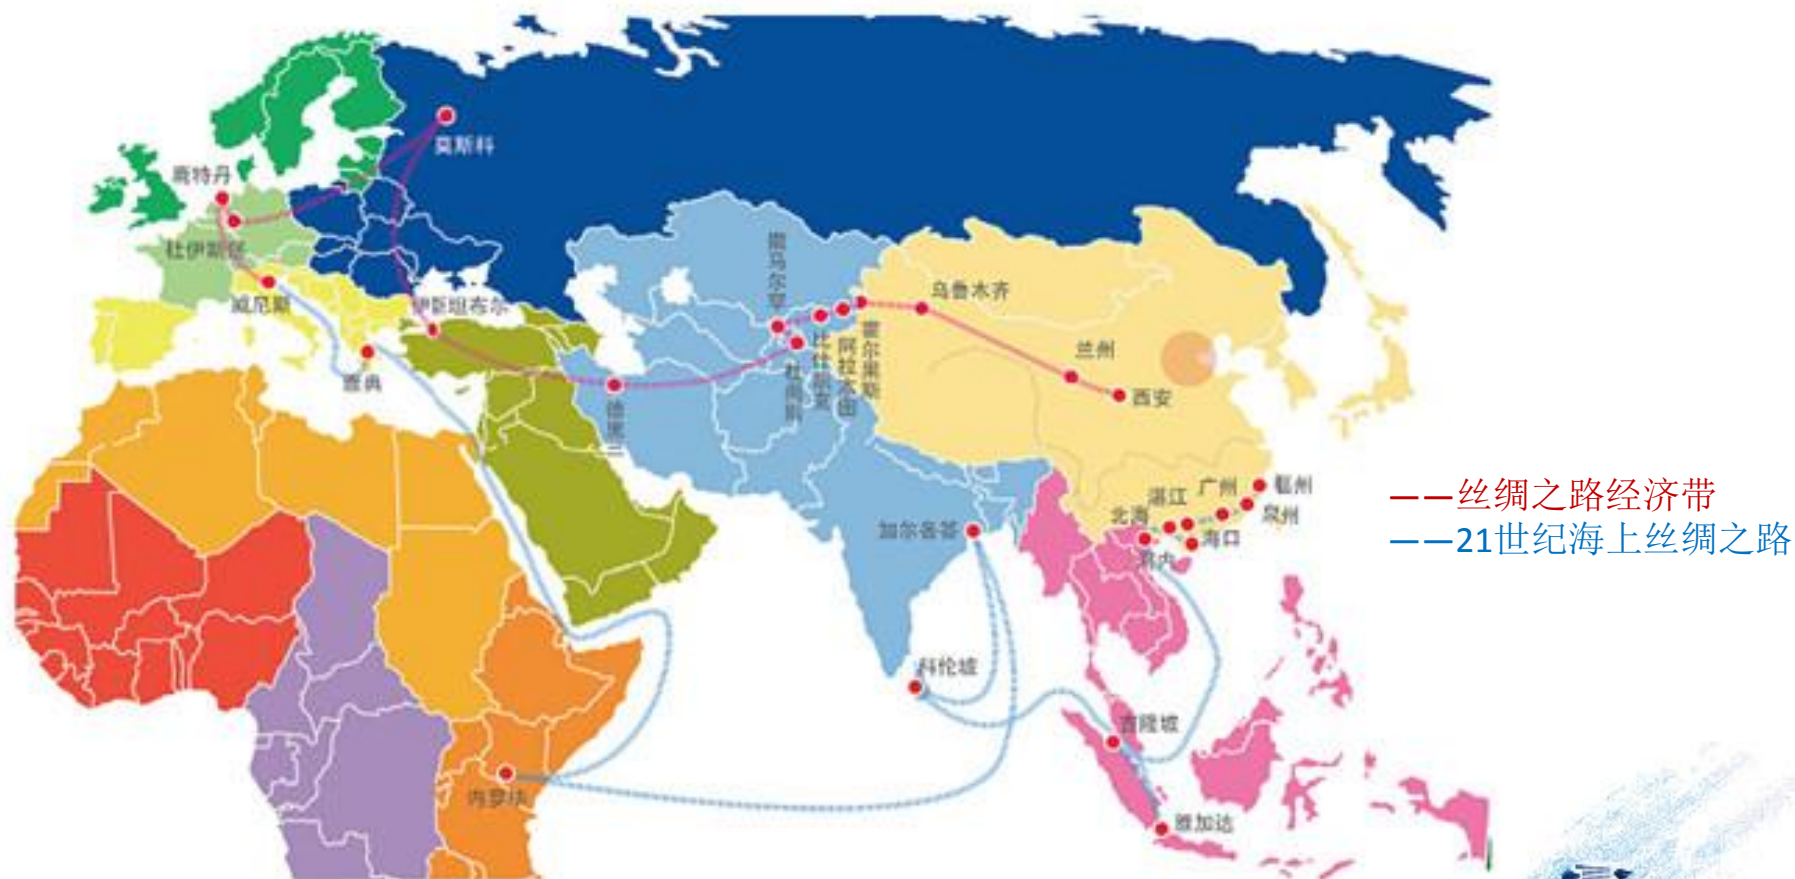 莫斯科
鹿特丹
杜伊斯堡
威尼斯
伊斯坦布尔
雅典
撒马尔罕
乌鲁木齐
兰州
西安
霍尔果斯
阿拉木图
比什凯克
杜尚别
德黑兰
福州
广州
湛江
泉州
北海
海口
河内
加尔各答
科伦坡
吉隆坡
内罗毕
雅加达
——丝绸之路经济带
——21世纪海上丝绸之路